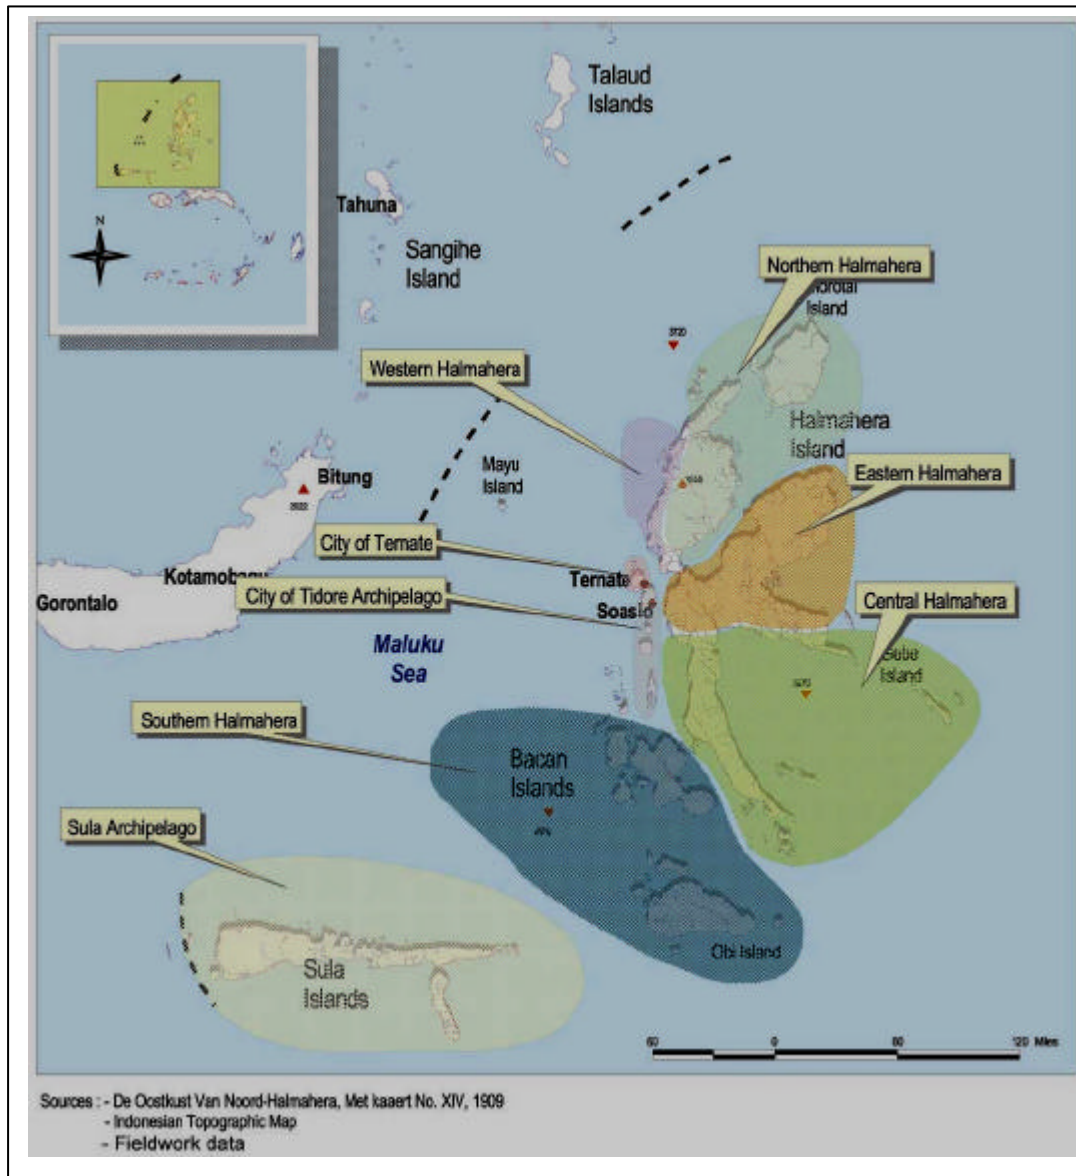 Talaud
Islands
N
Tahuna
Sangihe
Island
Northern Halmahera
Island
3720
Western Halmahera
Halmahera
Island
Mayu
Island
Bitung
Eastern Halmahera
City of Ternate
Ternate
Kotamobagu
City of Tidore Archipelago
Gorontalo
Soasio
Central Halmahera
Maluku
Sea
Island
Southern Halmahera
Bacan
Islands
Sula Archipelago
Obi Island
Sula
Islands
60 0 60 120 Miles
Sources : - De Oostkust Van Noord-Halmahera, Met kaaert No. XIV, 1909
- Indonesian Topographic Map
- Fieldwork data